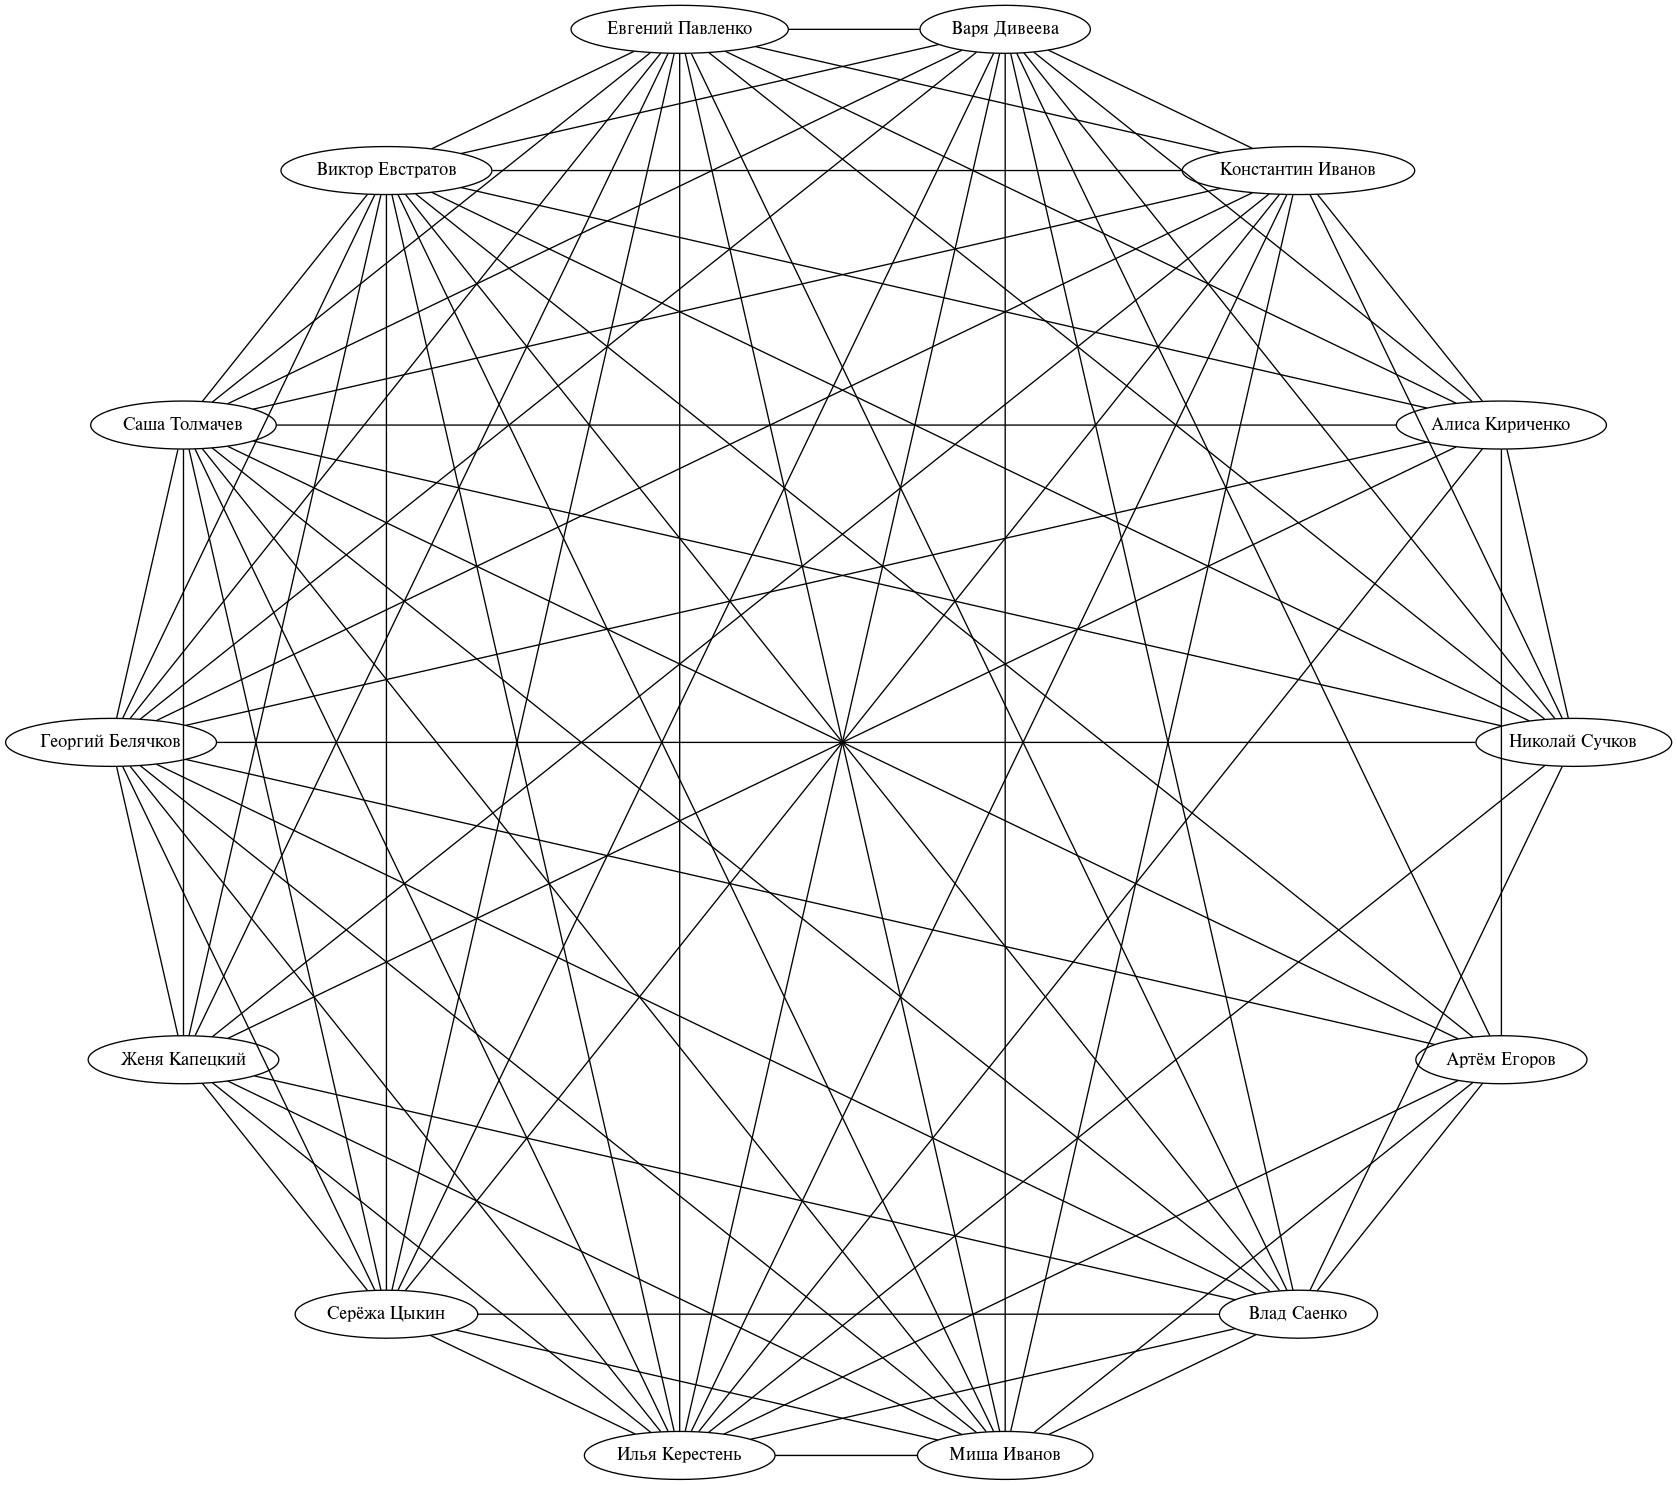 Евгений Павленко
Варя Дивеева
Виктор Евстратов
Константин Иванов
Саша Толмачев
Алиса Кириченко
Георгий Белячков
Николай Сучков
Женя Капецкий
Артём Егоров
Серёжа Цыкин
Влад Саенко
Илья Керестень
Миша Иванов